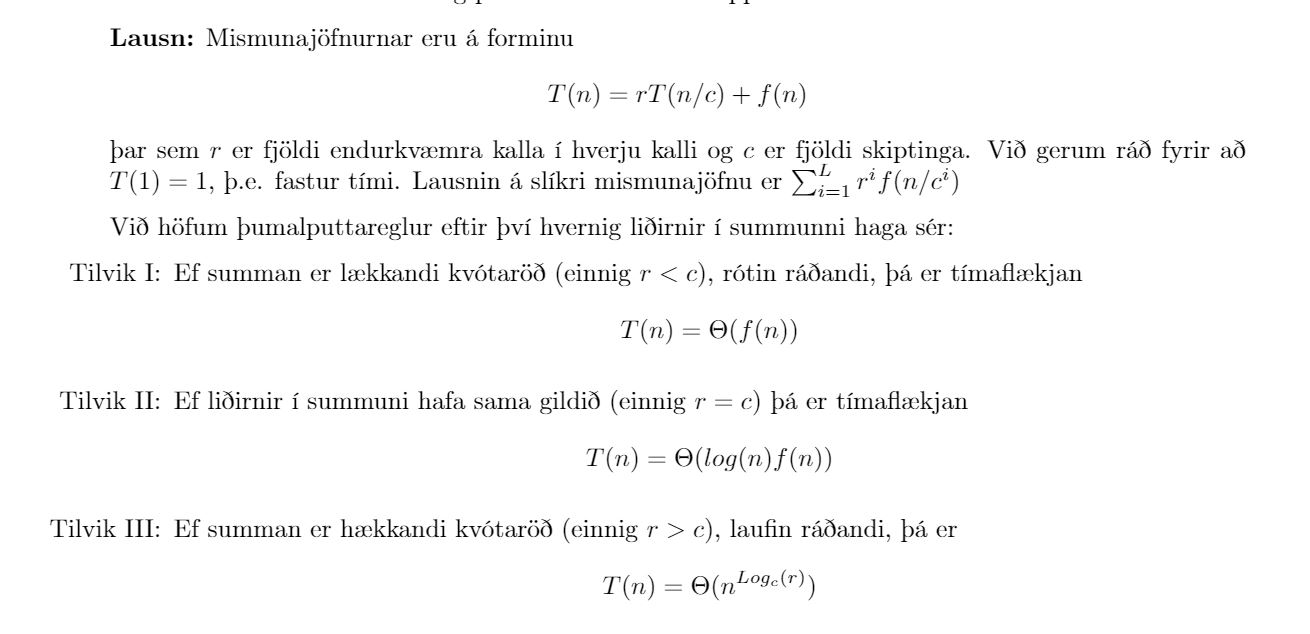 Lausn: Mismunajöfnurnar eru á forminu
T(n) = rT(n/c) + f(n)
þar sem r er fjöldi endurkvæmra kalla í hverju kalli og c er fjöldi skiptinga. Við gerum ráð fyrir að
T(1) = 1, þ.e. fastur tími. Lausnin á slíkri mismunajöfnu er ∑_{i=1}^{L} r^i f(n/c^i)
Við höfum þumalputtareglur eftir því hvernig liðirnir í summunni haga sér:
Tilvik I: Ef summan er lækkandi kvótaröð (einnig r < c), rótin ráðandi, þá er tímaflækjan
T(n) = Θ(f(n))
Tilvik II: Ef liðirnir í summuni hafa sama gildið (einnig r = c) þá er tímaflækjan
T(n) = Θ(log(n)f(n))
Tilvik III: Ef summan er hækkandi kvótaröð (einnig r > c), laufin ráðandi, þá er
T(n) = Θ(n^{Log_c(r)})